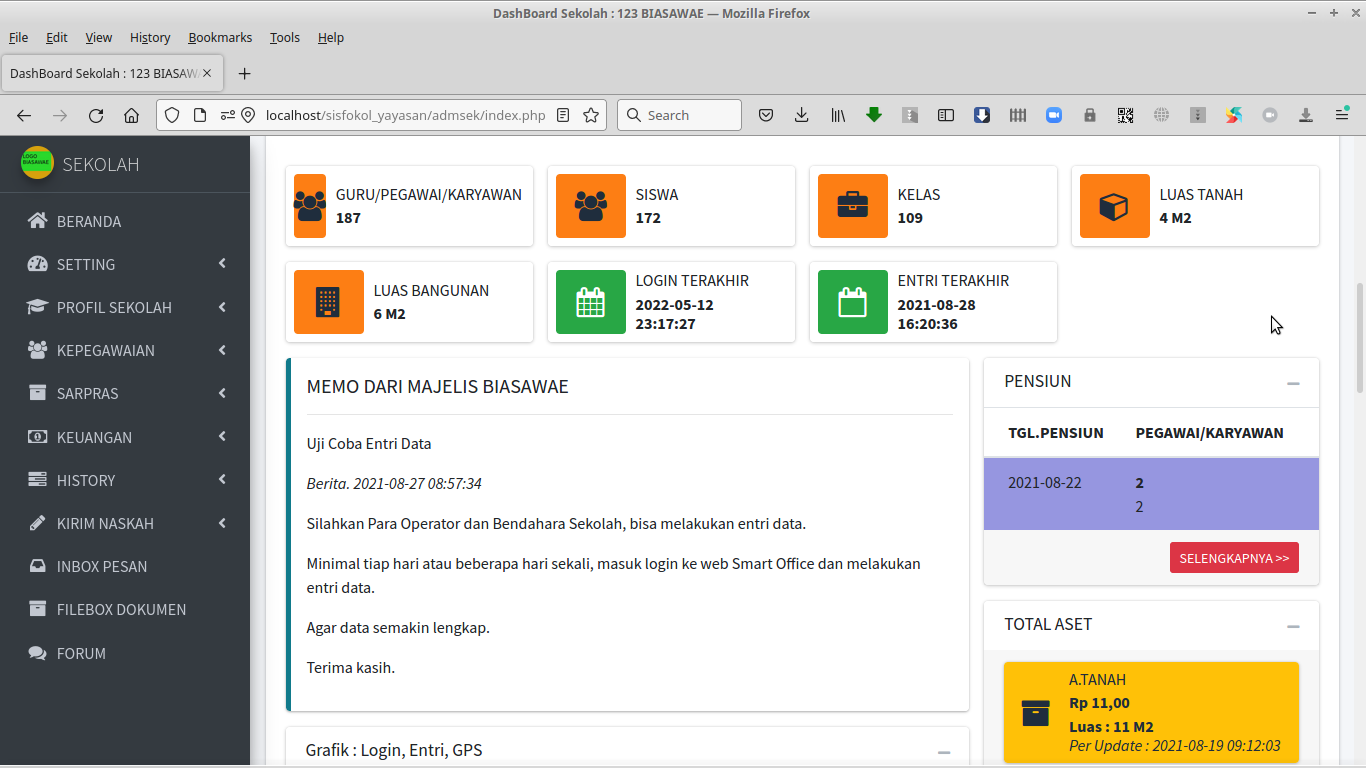 DashBoard Sekolah : 123 BIASAWAE — Mozilla Firefox
File Edit View History Bookmarks Tools Help
DashBoard Sekolah : 123 BIASAW
localhost/sisfokol_yayasan/admsek/index.php
Search
LOGO
BIASAWAE
SEKOLAH
BERANDA
SETTING
PROFIL SEKOLAH
KEPEGAWAIAN
SARPRAS
KEUANGAN
HISTORY
KIRIM NASKAH
INBOX PESAN
FILEBOX DOKUMEN
FORUM
GURU/PEGAWAI/KARYAWAN
187
SISWA
172
KELAS
109
LUAS TANAH
4 M2
LUAS BANGUNAN
6 M2
LOGIN TERAKHIR
2022-05-12
23:17:27
ENTRI TERAKHIR
2021-08-28
16:20:36
MEMO DARI MAJELIS BIASAWAE
Uji Coba Entri Data
Berita. 2021-08-27 08:57:34
Silahkan Para Operator dan Bendahara Sekolah, bisa melakukan entri data.
Minimal tiap hari atau beberapa hari sekali, masuk login ke web Smart Office dan melakukan
entri data.
Agar data semakin lengkap.
Terima kasih.
Grafik : Login, Entri, GPS
PENSIUN
TGL.PENSIUN PEGAWAI/KARYAWAN
2021-08-22 2
2
SELENGKAPNYA >>
TOTAL ASET
A.TANAH
Rp 11,00
Luas : 11 M2
Per Update : 2021-08-19 09:12:03